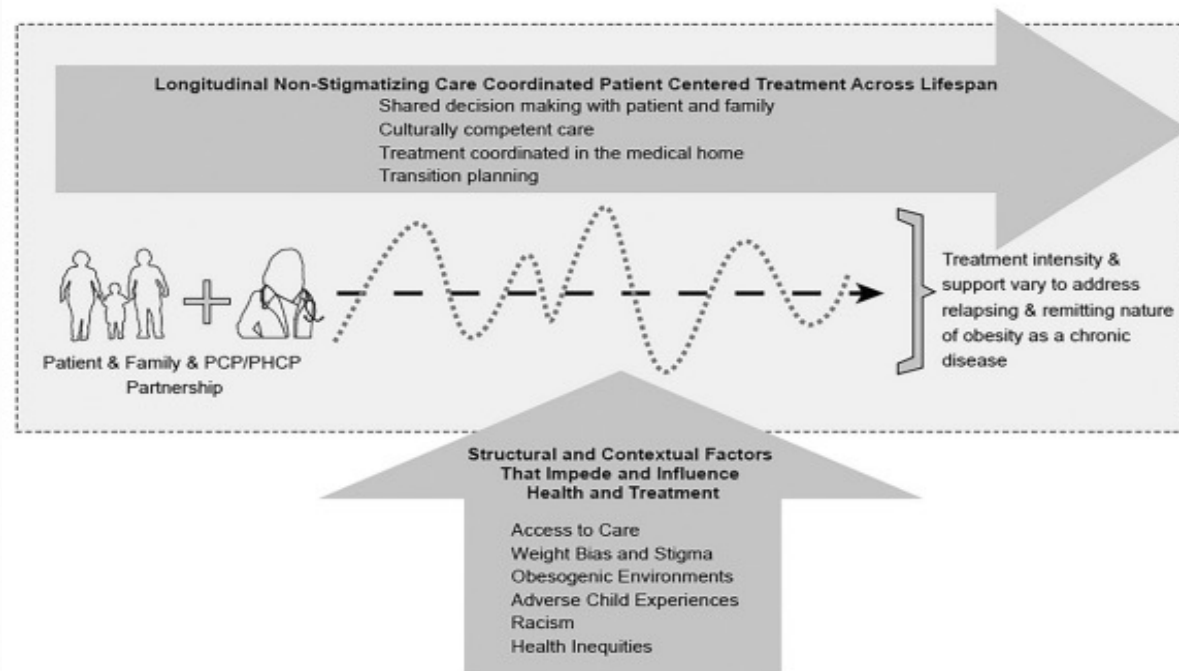 Longitudinal Non-Stigmatizing Care Coordinated Patient Centered Treatment Across Lifespan
Shared decision making with patient and family
Culturally competent care
Treatment coordinated in the medical home
Transition planning
Patient & Family & PCP/PHCP
Partnership
Treatment intensity &
support vary to address
relapsing & remitting nature
of obesity as a chronic
disease
Structural and Contextual Factors
That Impede and Influence
Health and Treatment
Access to Care
Weight Bias and Stigma
Obesogenic Environments
Adverse Child Experiences
Racism
Health Inequities